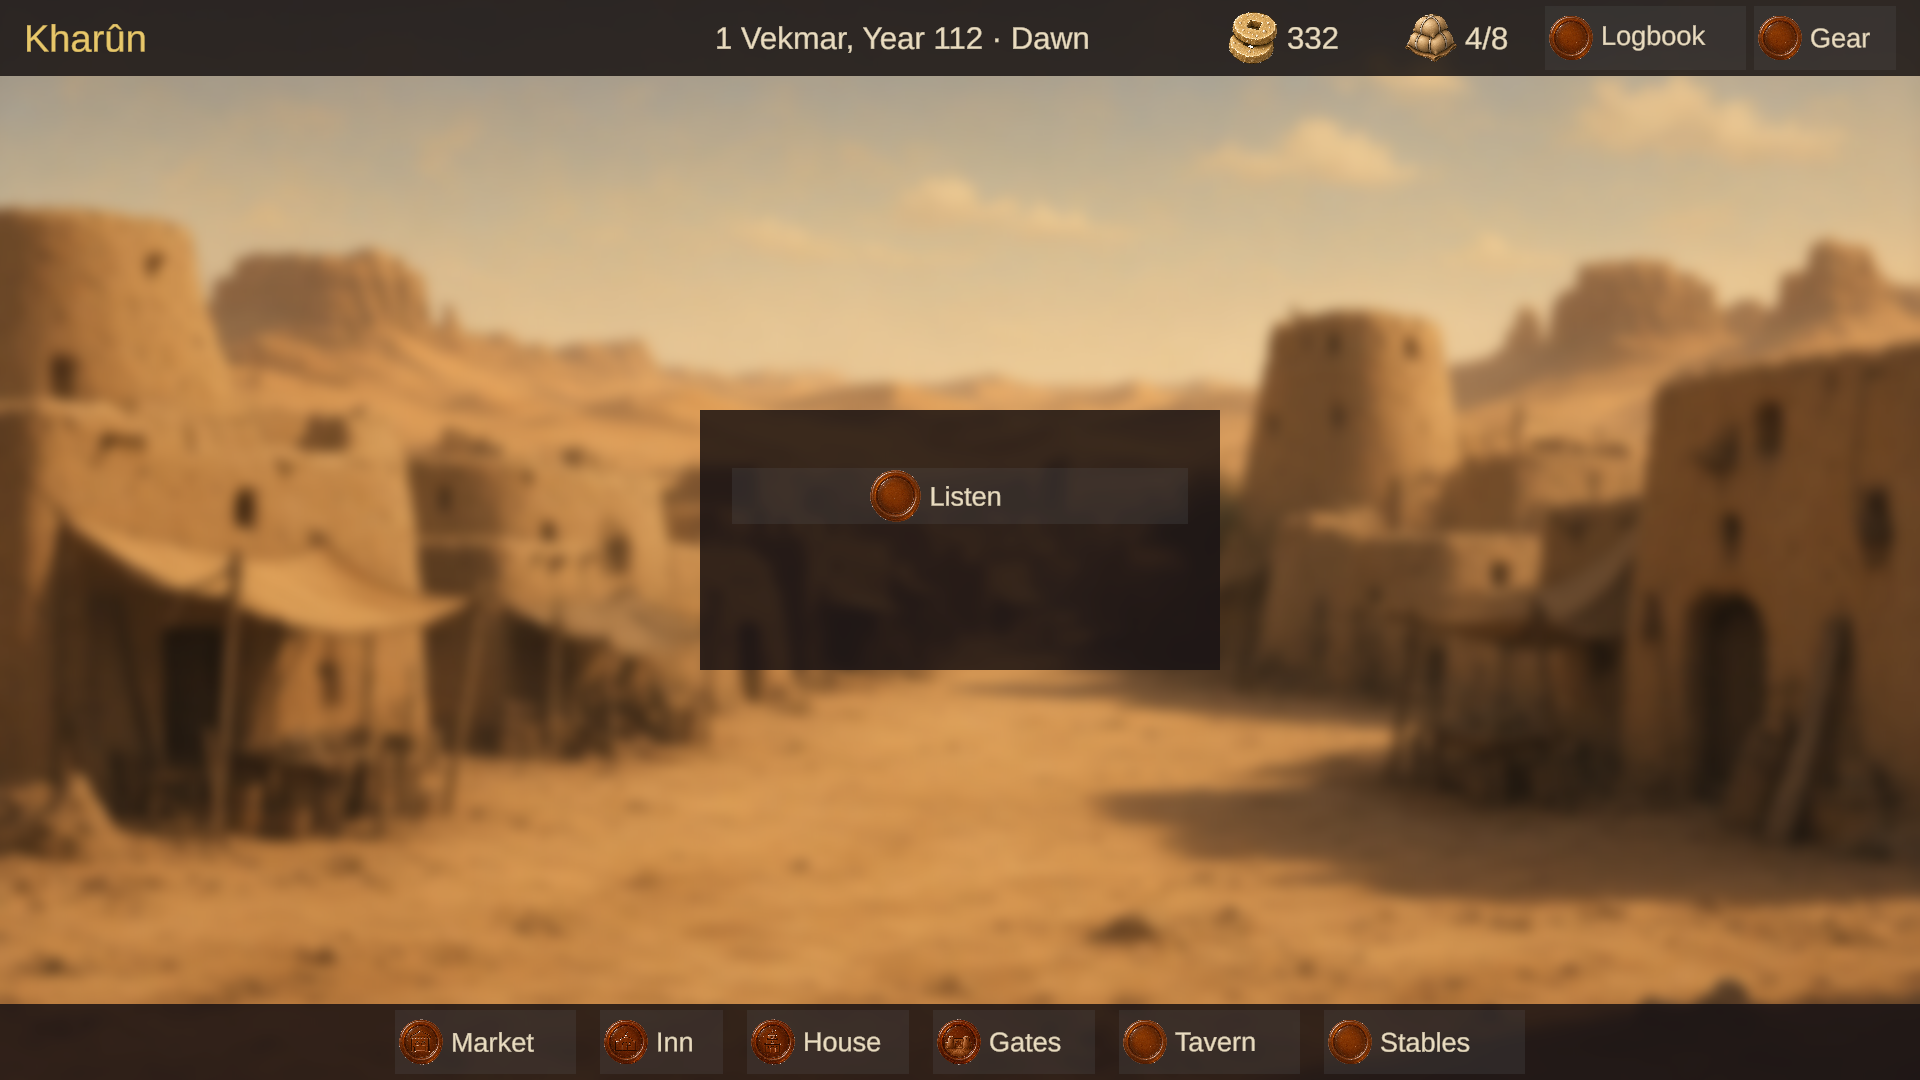 Kharûn
1 Vekmar, Year 112 · Dawn
332
4/8
Logbook
Gear
Listen
Market
Inn
House
Gates
Tavern
Stables